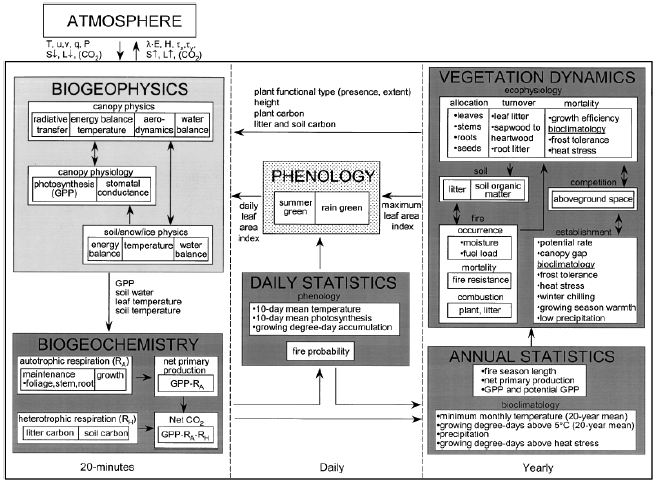 ATMOSPHERE
T, u,v, q, P
S↓, L↓, (CO₂)
λ·E, H, τₓ,τᵧ,
S↑, L↑, (CO₂)
BIOGEOPHYSICS
canopy physics
radiative transfer
energy balance temperature
aero-dynamics
water balance
canopy physiology
photosynthesis (GPP)
stomatal conductance
soil/snow/ice physics
energy balance
temperature
water balance
GPP
soil water
leaf temperature
soil temperature
BIOGEOCHEMISTRY
autotrophic respiration (R_A)
maintenance
•foliage,stem,root
growth
net primary
production
GPP-R_A
heterotrophic respiration (R_H)
litter carbon
soil carbon
Net CO₂
GPP-R_A-R_H
20-minutes
plant functional type (presence, extent)
height
plant carbon
litter and soil carbon
PHENOLOGY
summer green
rain green
daily
leaf
area
index
maximum
leaf area
index
DAILY STATISTICS
phenology
•10-day mean temperature
•10-day mean photosynthesis
•growing degree-day accumulation
fire probability
Daily
VEGETATION DYNAMICS
ecophysiology
allocation
•leaves
•stems
•roots
•seeds
turnover
•leaf litter
•sapwood to
heartwood
•root litter
mortality
•growth efficiency
bioclimatology
•frost tolerance
•heat stress
soil
litter
soil organic matter
competition
aboveground space
fire
occurrence
•moisture
•fuel load
mortality
fire resistance
combustion
plant, litter
establishment
•potential rate
•canopy gap
bioclimatology
•frost tolerance
•heat stress
•winter chilling
•growing season warmth
•low precipitation
ANNUAL STATISTICS
•fire season length
•net primary production
•GPP and potential GPP
bioclimatology
•minimum monthly temperature (20-year mean)
•growing degree-days above 5°C (20-year mean)
•precipitation
•growing degree-days above heat stress
Yearly